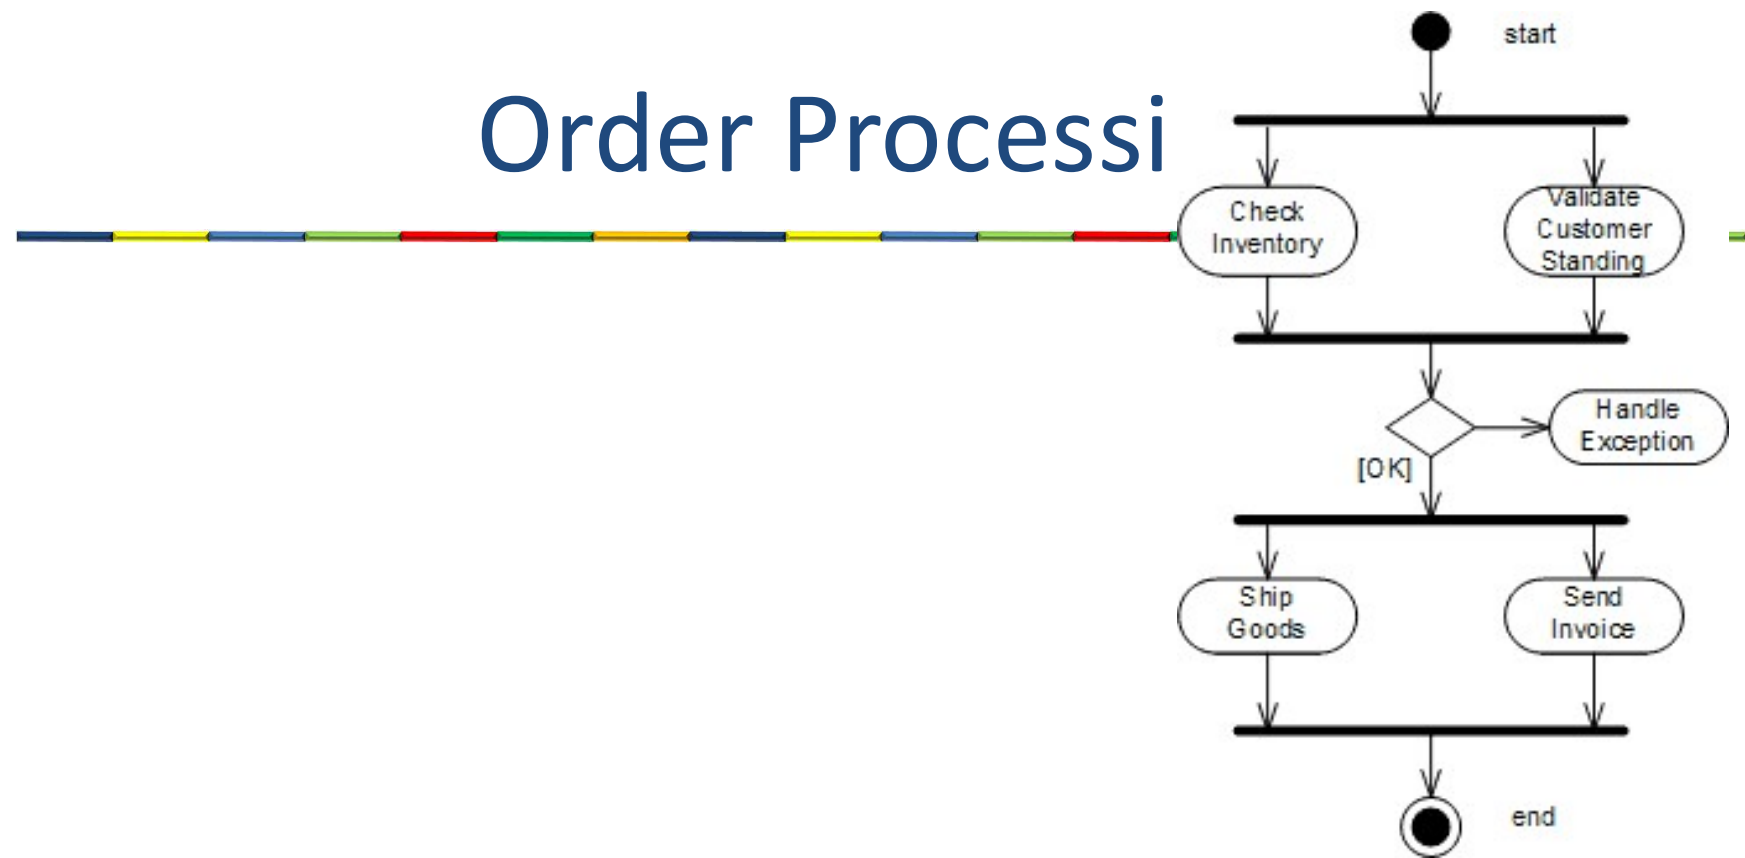 start
Order Processi
Check
Inventory
Validate
Customer
Standing
Handle
Exception
[OK]
Ship
Goods
Send
Invoice
end